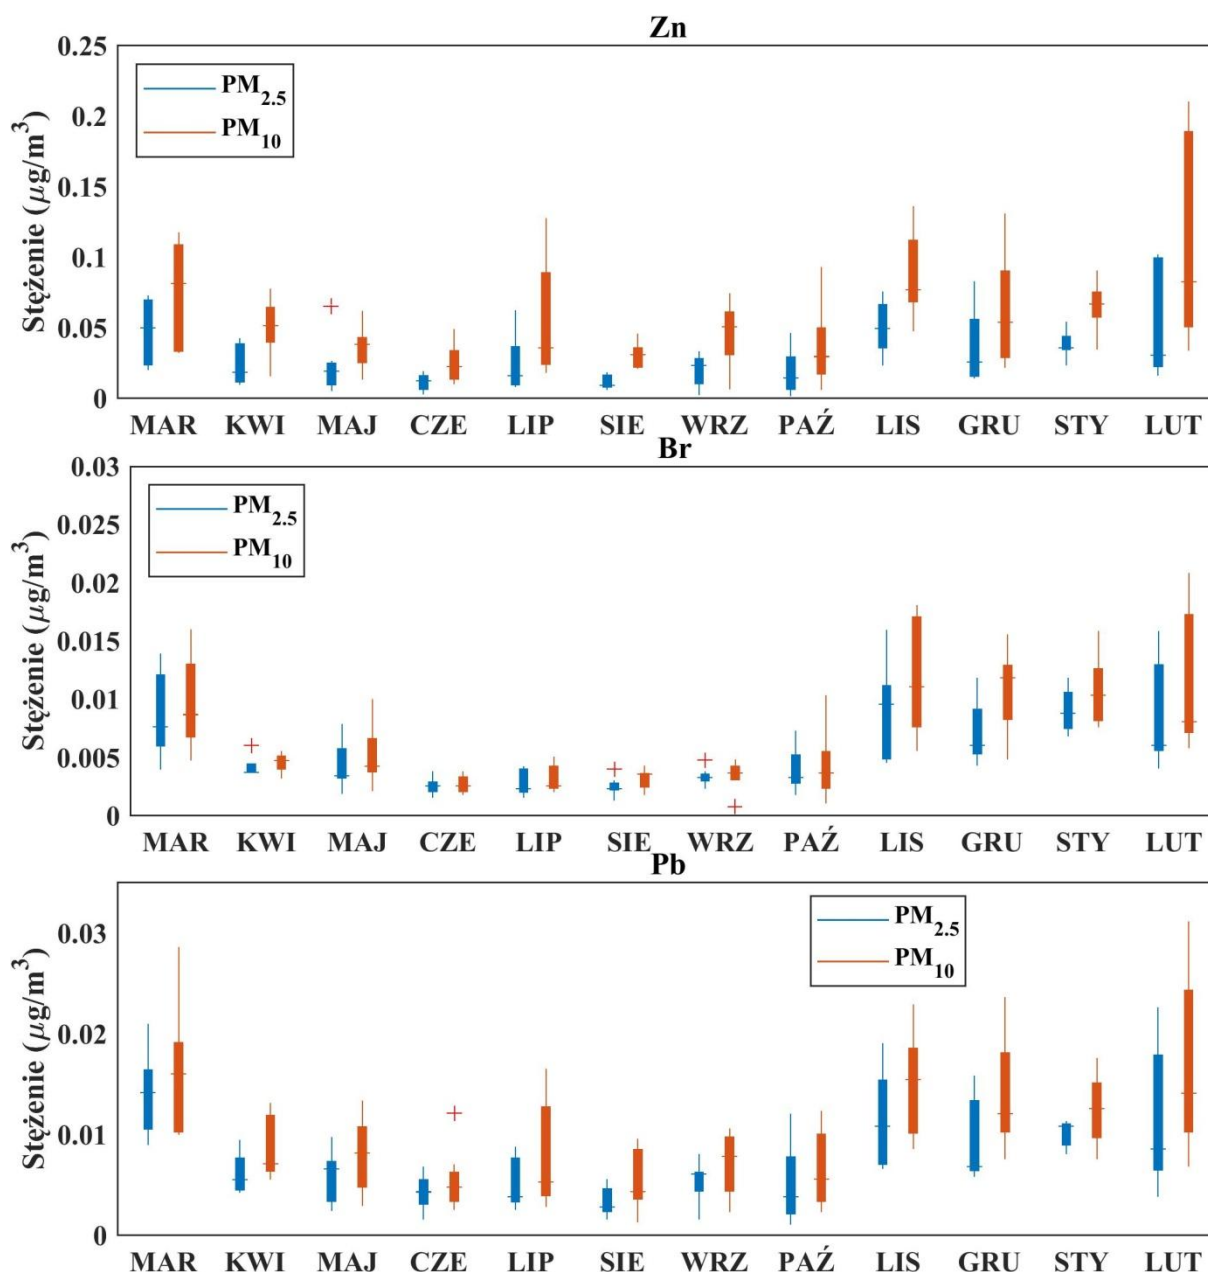 Zn
Stężenie (μg/m³)
0.25
0.2
0.15
0.1
0.05
0
PM₂.₅
PM₁₀
MAR KWI MAJ CZE LIP SIE WRZ PAŹ LIS GRU STY LUT
Br
Stężenie (μg/m³)
0.03
0.025
0.02
0.015
0.01
0.005
0
PM₂.₅
PM₁₀
MAR KWI MAJ CZE LIP SIE WRZ PAŹ LIS GRU STY LUT
Pb
Stężenie (μg/m³)
0.03
0.02
0.01
0
PM₂.₅
PM₁₀
MAR KWI MAJ CZE LIP SIE WRZ PAŹ LIS GRU STY LUT